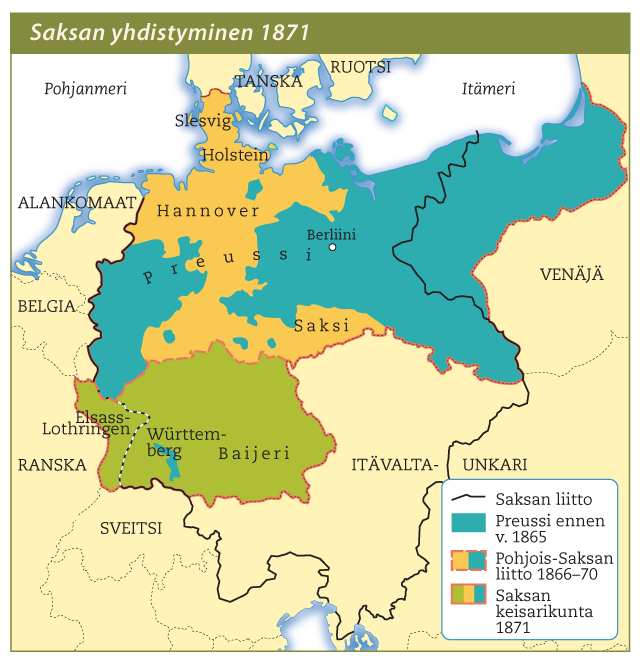 Saksan yhdistyminen 1871
Pohjanmeri
TANSKA
RUOTSI
Itämeri
Slesvig
Holstein
ALANKOMAAT
Hannover
Berliini
Preussi
VENÄJÄ
BELGIA
Saksi
Elsass-
Lothringen
Württem-
berg
Baijeri
RANSKA
ITÄVALTA-
UNKARI
SVEITSI
Saksan liitto
Preussi ennen
v. 1865
Pohjois-Saksan
liitto 1866–70
Saksan
keisarikunta
1871